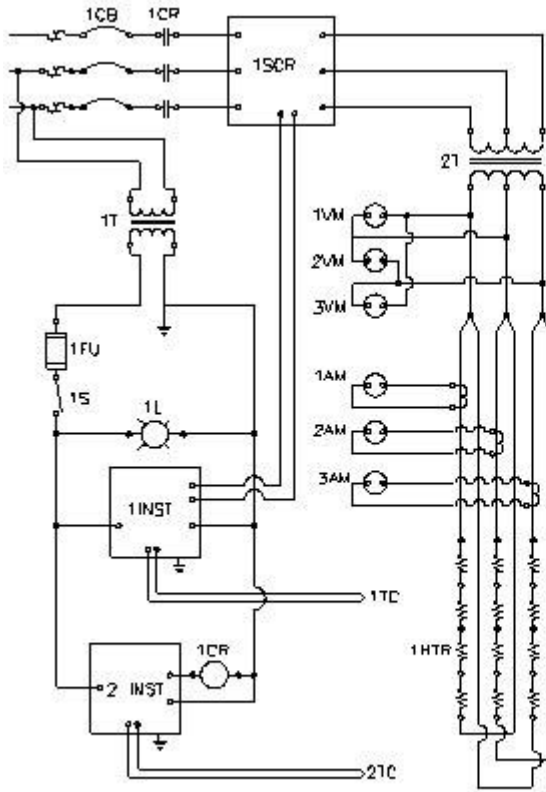 1CB 1CR
1SCR
2T
1T
1VM
2VM
3VM
1FU
1S
1L
1AM
2AM
3AM
1INST
1TC
1HTR
1CR
2 INST
2TC